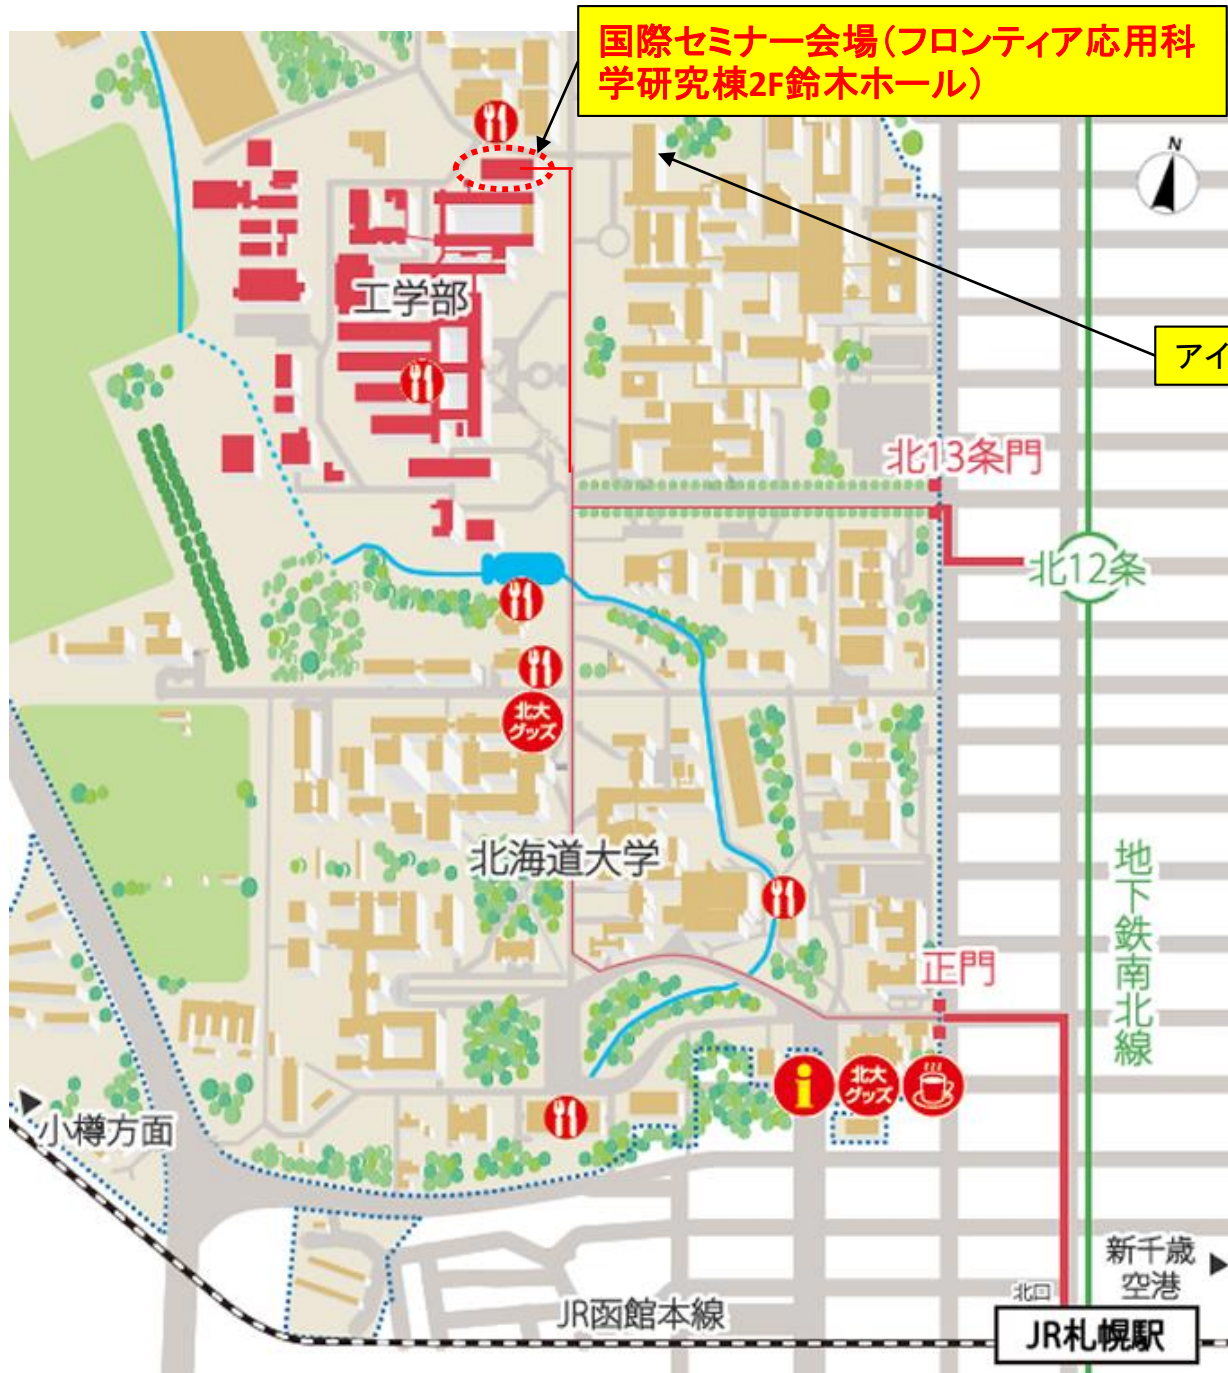 国際セミナー会場(フロンティア応用科
学研究棟2F鈴木ホール)
N
工学部
アイ
北13条門
北12条
北大
グッズ
北海道大学
地下鉄南北線
正門
北大
グッズ
小樽方面
新千歳
空港
北口
JR函館本線
JR札幌駅